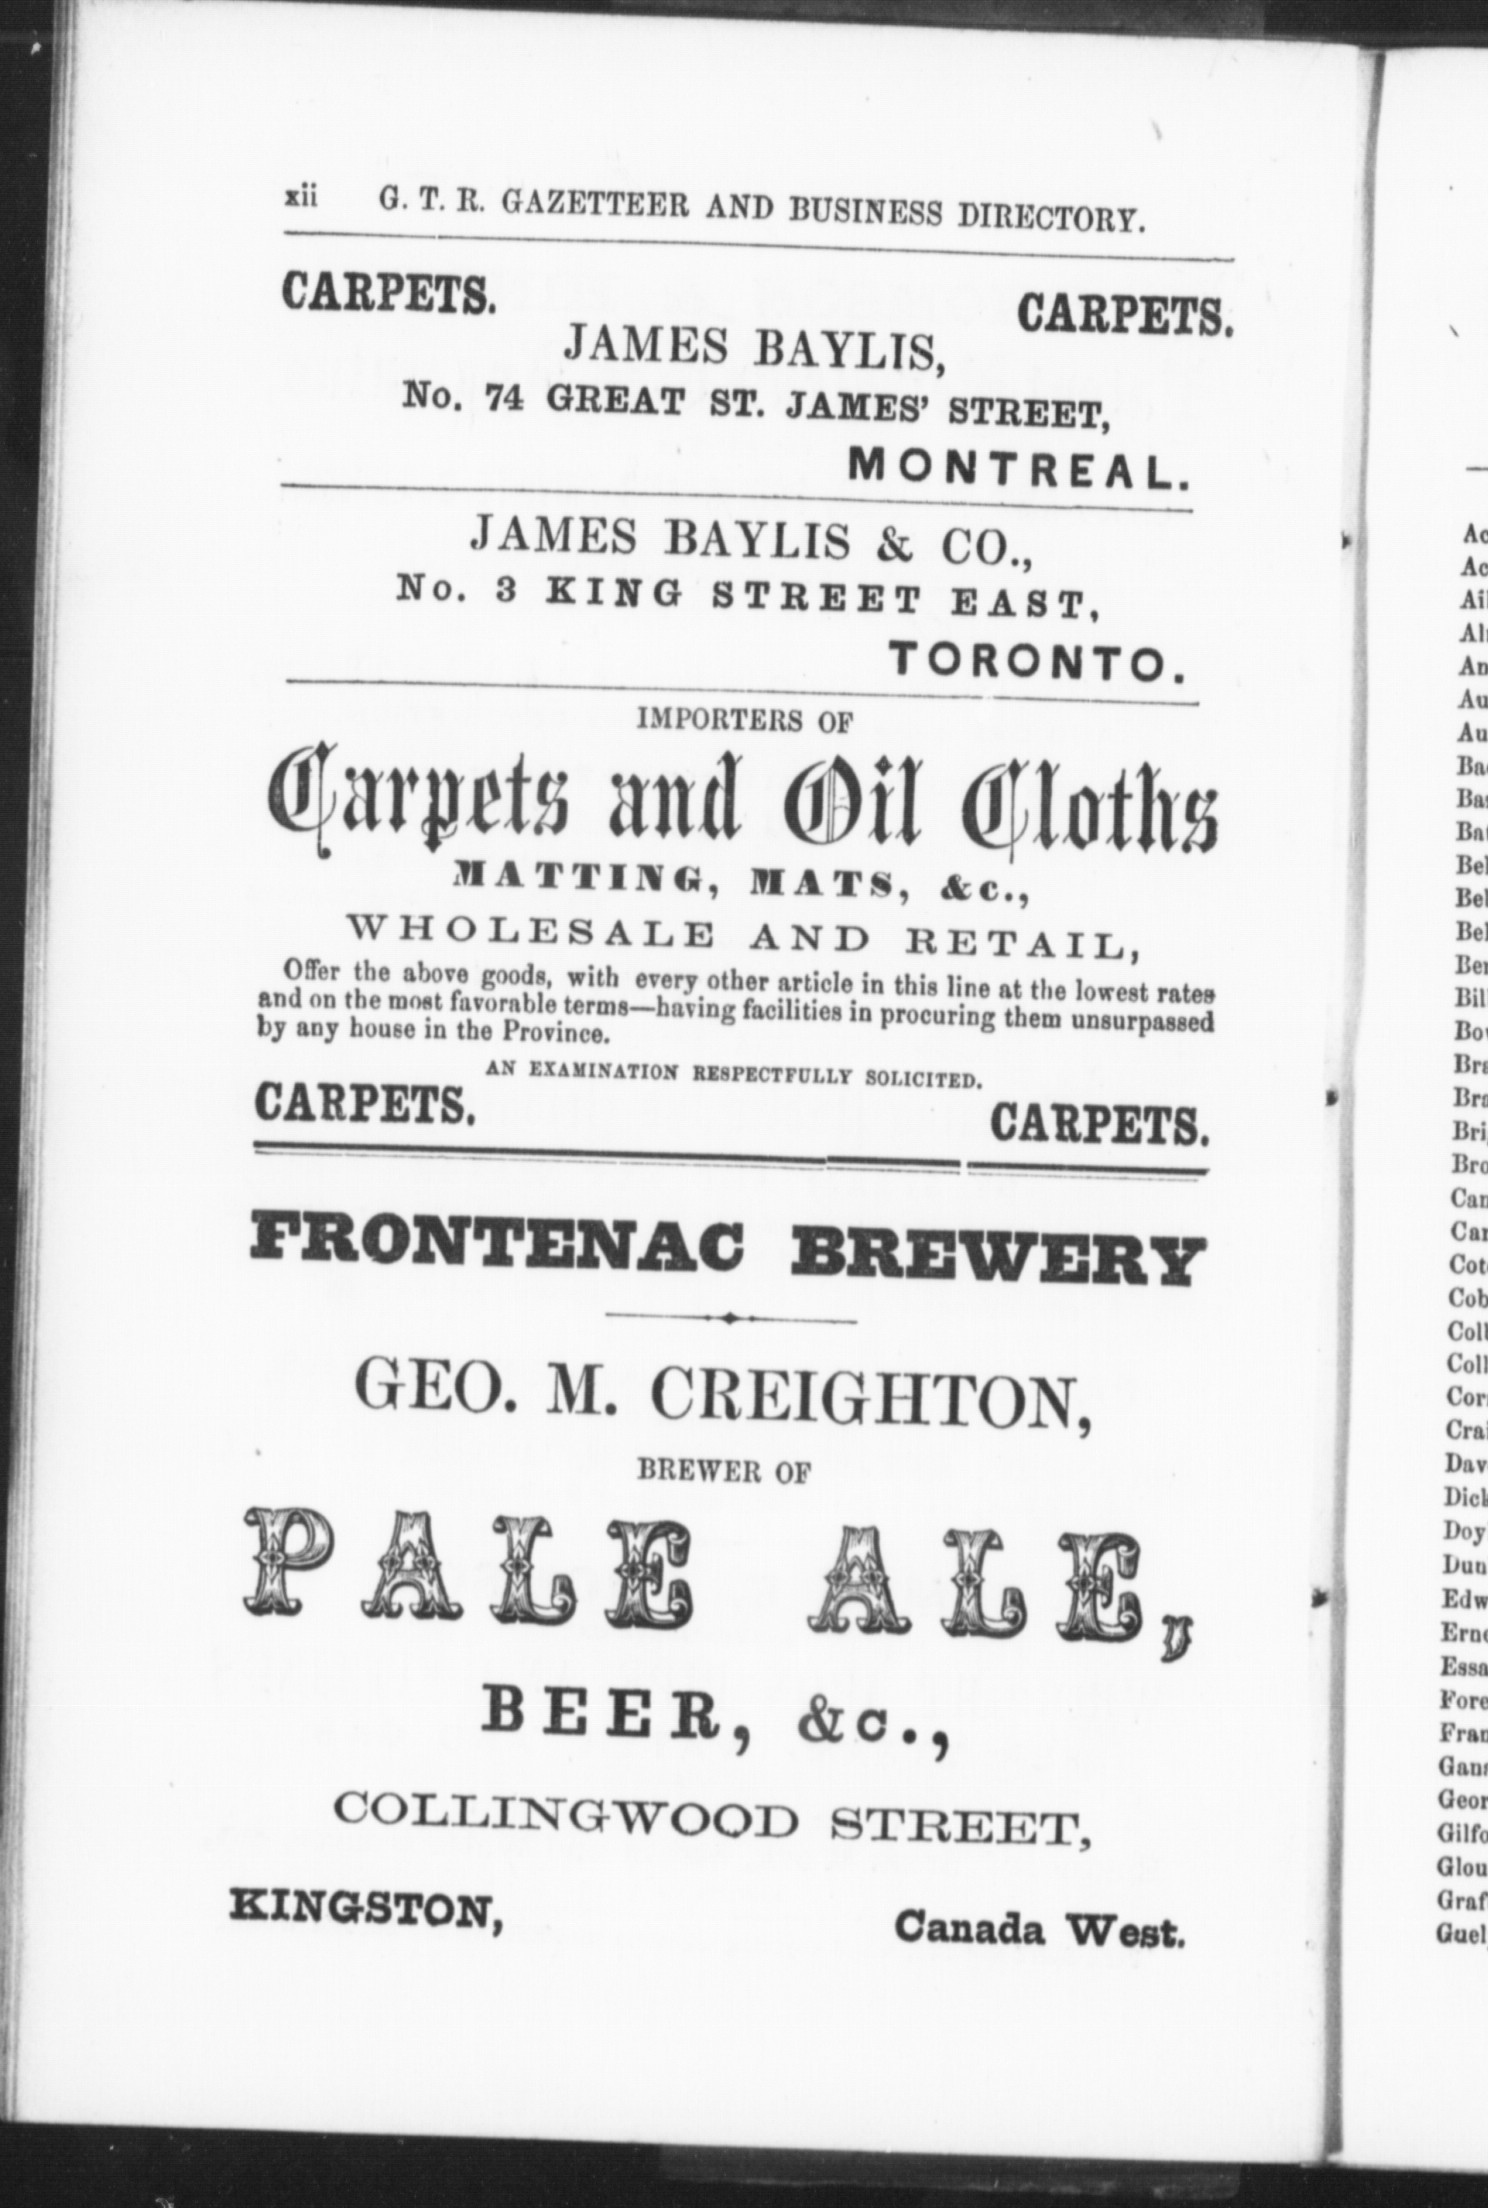 xii G. T. R. GAZETTEER AND BUSINESS DIRECTORY.
CARPETS. CARPETS.
JAMES BAYLIS,
No. 74 GREAT ST. JAMES' STREET,
MONTREAL.
JAMES BAYLIS & CO.,
No. 3 KING STREET EAST,
TORONTO.
IMPORTERS OF
Carpets and Oil Cloths
MATTING, MATS, &c.,
WHOLESALE AND RETAIL,
Offer the above goods, with every other article in this line at the lowest rates
and on the most favorable terms—having facilities in procuring them unsurpassed
by any house in the Province.
AN EXAMINATION RESPECTFULLY SOLICITED.
CARPETS. CARPETS.
FRONTENAC BREWERY
GEO. M. CREIGHTON,
BREWER OF
PALE ALE,
BEER, &c.,
COLLINGWOOD STREET,
KINGSTON, Canada West.